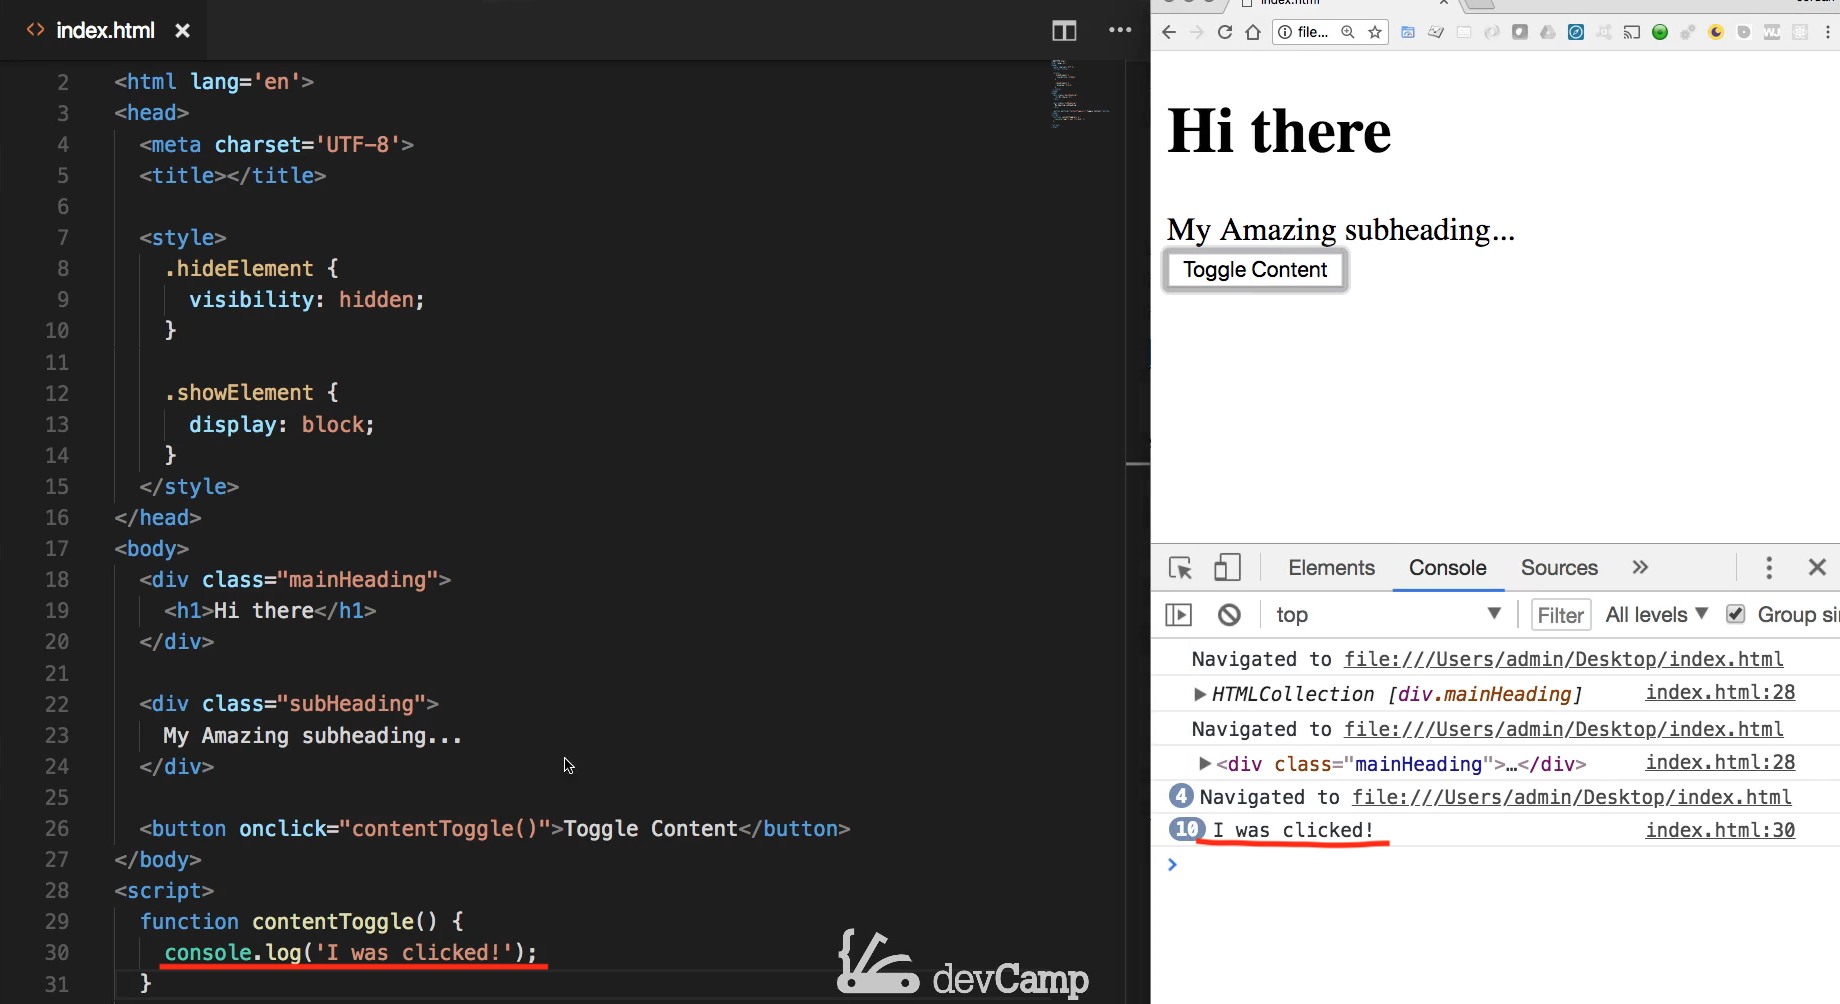 index.html
2 <html lang='en'>
3 <head>
4 <meta charset='UTF-8'>
5 <title></title>
6
7 <style>
8 .hideElement {
9 visibility: hidden;
10 }
11
12 .showElement {
13 display: block;
14 }
15 </style>
16 </head>
17 <body>
18 <div class="mainHeading">
19 <h1>Hi there</h1>
20 </div>
21
22 <div class="subHeading">
23 My Amazing subheading...
24 </div>
25
26 <button onclick="contentToggle()">Toggle Content</button>
27 </body>
28 <script>
29 function contentToggle() {
30 console.log('I was clicked!');
31 }
devCamp
index.html
file...
Hi there
My Amazing subheading...
Toggle Content
Elements Console Sources
top Filter All levels Group
Navigated to file:///Users/admin/Desktop/index.html
HTMLCollection [div.mainHeading] index.html:28
Navigated to file:///Users/admin/Desktop/index.html
<div class="mainHeading">…</div> index.html:28
4 Navigated to file:///Users/admin/Desktop/index.html
10 I was clicked! index.html:30